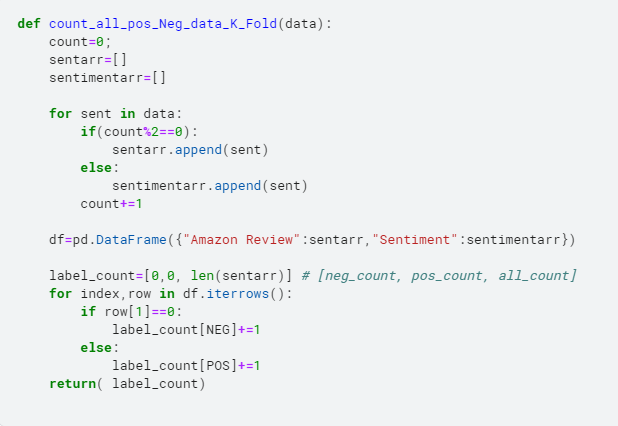 def count_all_pos_Neg_data_K_Fold(data):
    count=0;
    sentarr=[]
    sentimentarr=[]

    for sent in data:
        if(count%2==0):
            sentarr.append(sent)
        else:
            sentimentarr.append(sent)
        count+=1

    df=pd.DataFrame({"Amazon Review":sentarr,"Sentiment":sentimentarr})

    label_count=[0,0, len(sentarr)] # [neg_count, pos_count, all_count]
    for index,row in df.iterrows():
        if row[1]==0:
            label_count[NEG]+=1
        else:
            label_count[POS]+=1
    return( label_count)